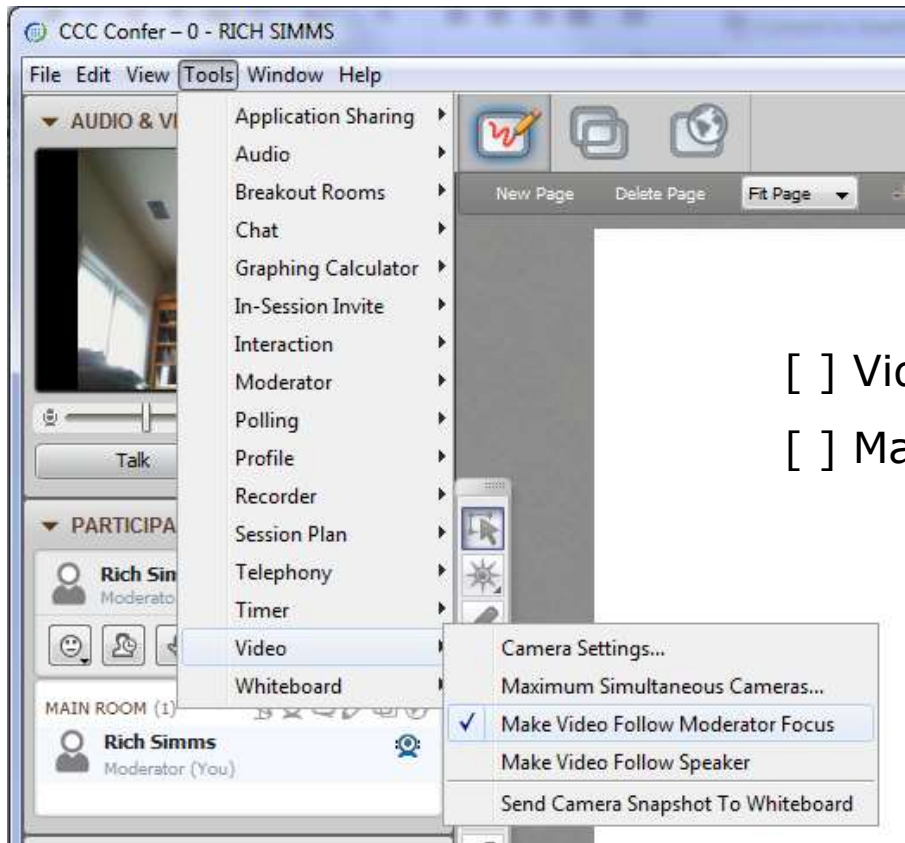 CCC Confer – 0 - RICH SIMMS
File Edit View Tools Window Help
AUDIO & VI
Talk
PARTICIPA
Rich Sim
Moderato
MAIN ROOM (1)
Rich Simms
Moderator (You)
Application Sharing
Audio
Breakout Rooms
Chat
Graphing Calculator
In-Session Invite
Interaction
Moderator
Polling
Profile
Recorder
Session Plan
Telephony
Timer
Video
Whiteboard
Camera Settings...
Maximum Simultaneous Cameras...
Make Video Follow Moderator Focus
Make Video Follow Speaker
Send Camera Snapshot To Whiteboard
New Page Delete Page Fit Page
[ ] Vid
[ ] Ma